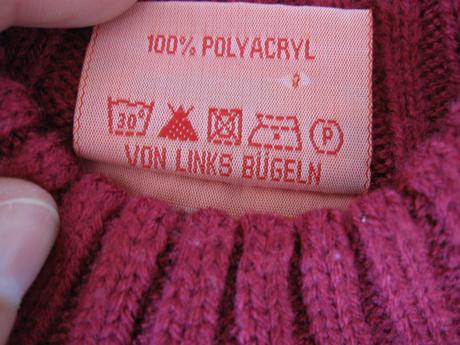 100% POLYACRYL
30° P
VON LINKS BÜGELN